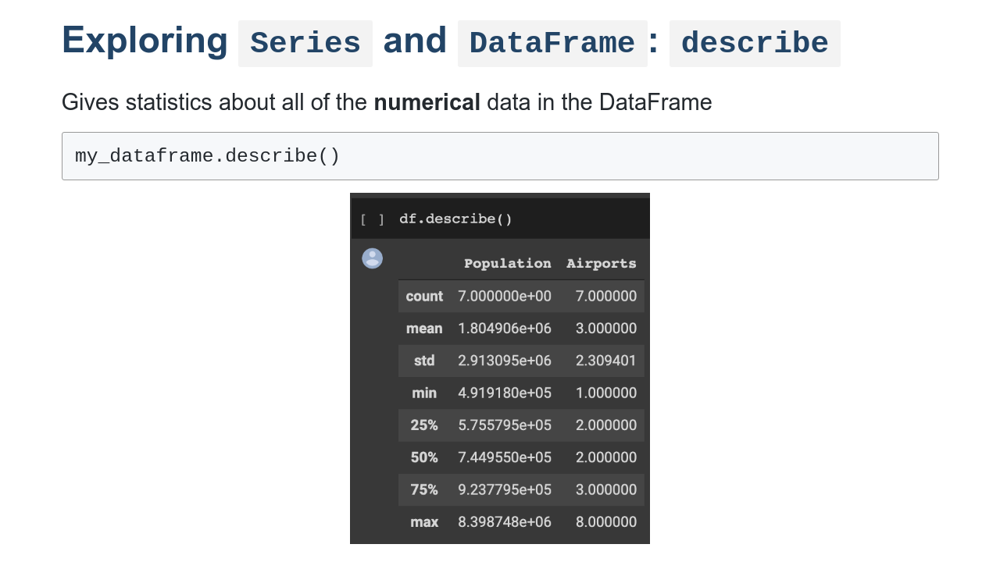 Exploring Series and DataFrame: describe
Gives statistics about all of the numerical data in the DataFrame
my_dataframe.describe()
[ ] df.describe()
Population Airports
count 7.000000e+00 7.000000
mean 1.804906e+06 3.000000
std 2.913095e+06 2.309401
min 4.919180e+05 1.000000
25% 5.755795e+05 2.000000
50% 7.449550e+05 2.000000
75% 9.237795e+05 3.000000
max 8.398748e+06 8.000000